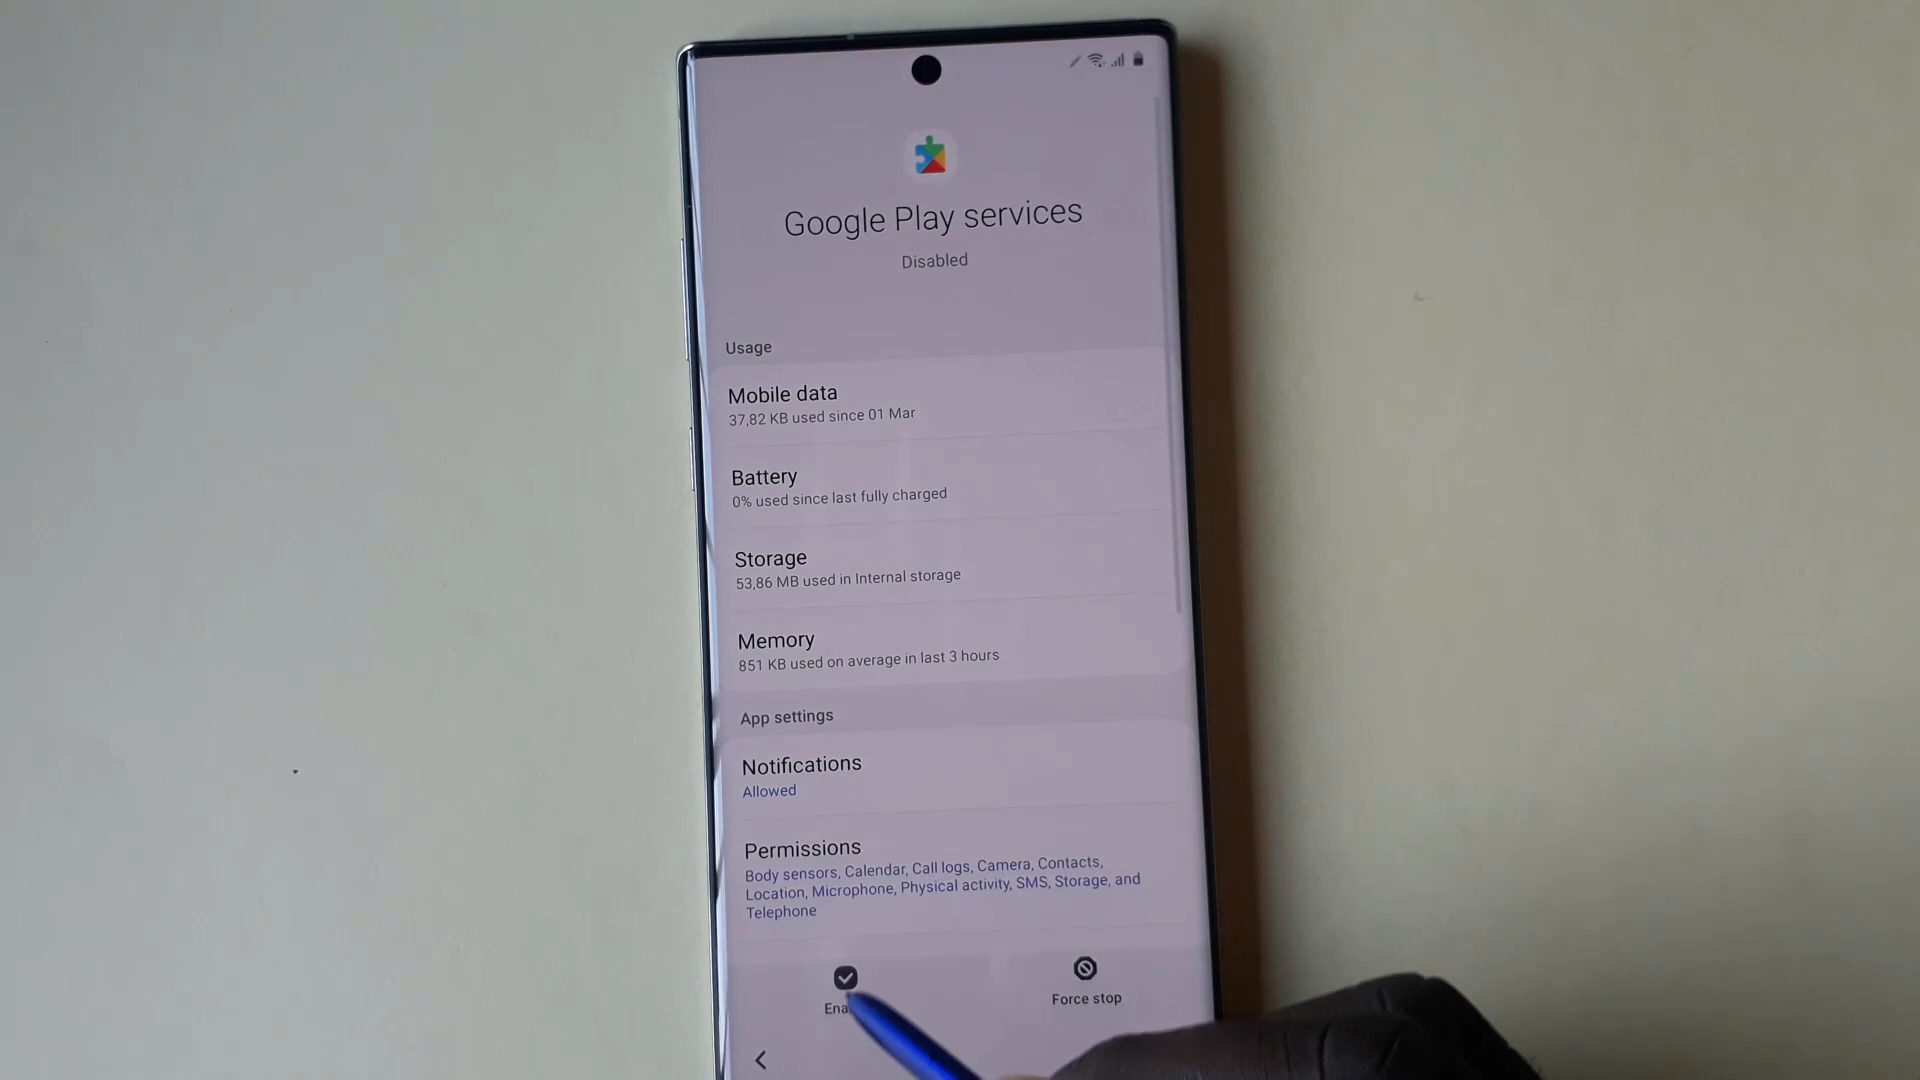 Google Play services
Disabled
Usage
Mobile data
37,82 KB used since 01 Mar
Battery
0% used since last fully charged
Storage
53,86 MB used in Internal storage
Memory
851 KB used on average in last 3 hours
App settings
Notifications
Allowed
Permissions
Body sensors, Calendar, Call logs, Camera, Contacts,
Location, Microphone, Physical activity, SMS, Storage, and
Telephone
Force stop